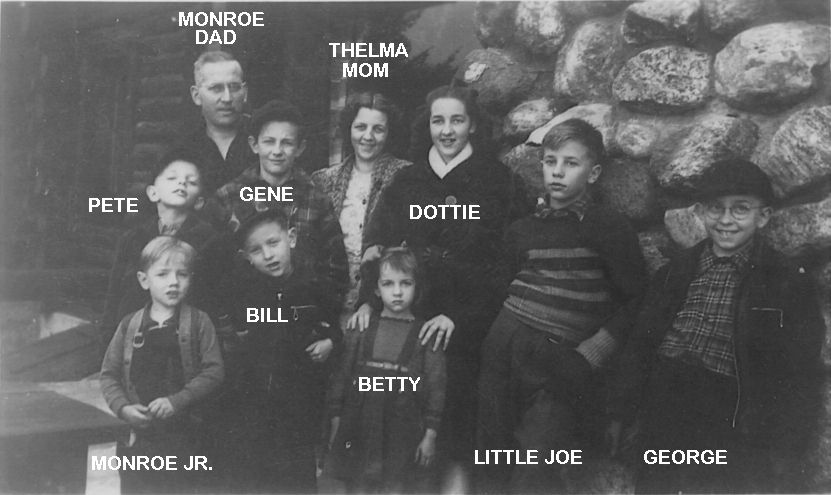 MONROE
DAD
THELMA
MOM
PETE
GENE
DOTTIE
BILL
BETTY
MONROE JR.
LITTLE JOE
GEORGE